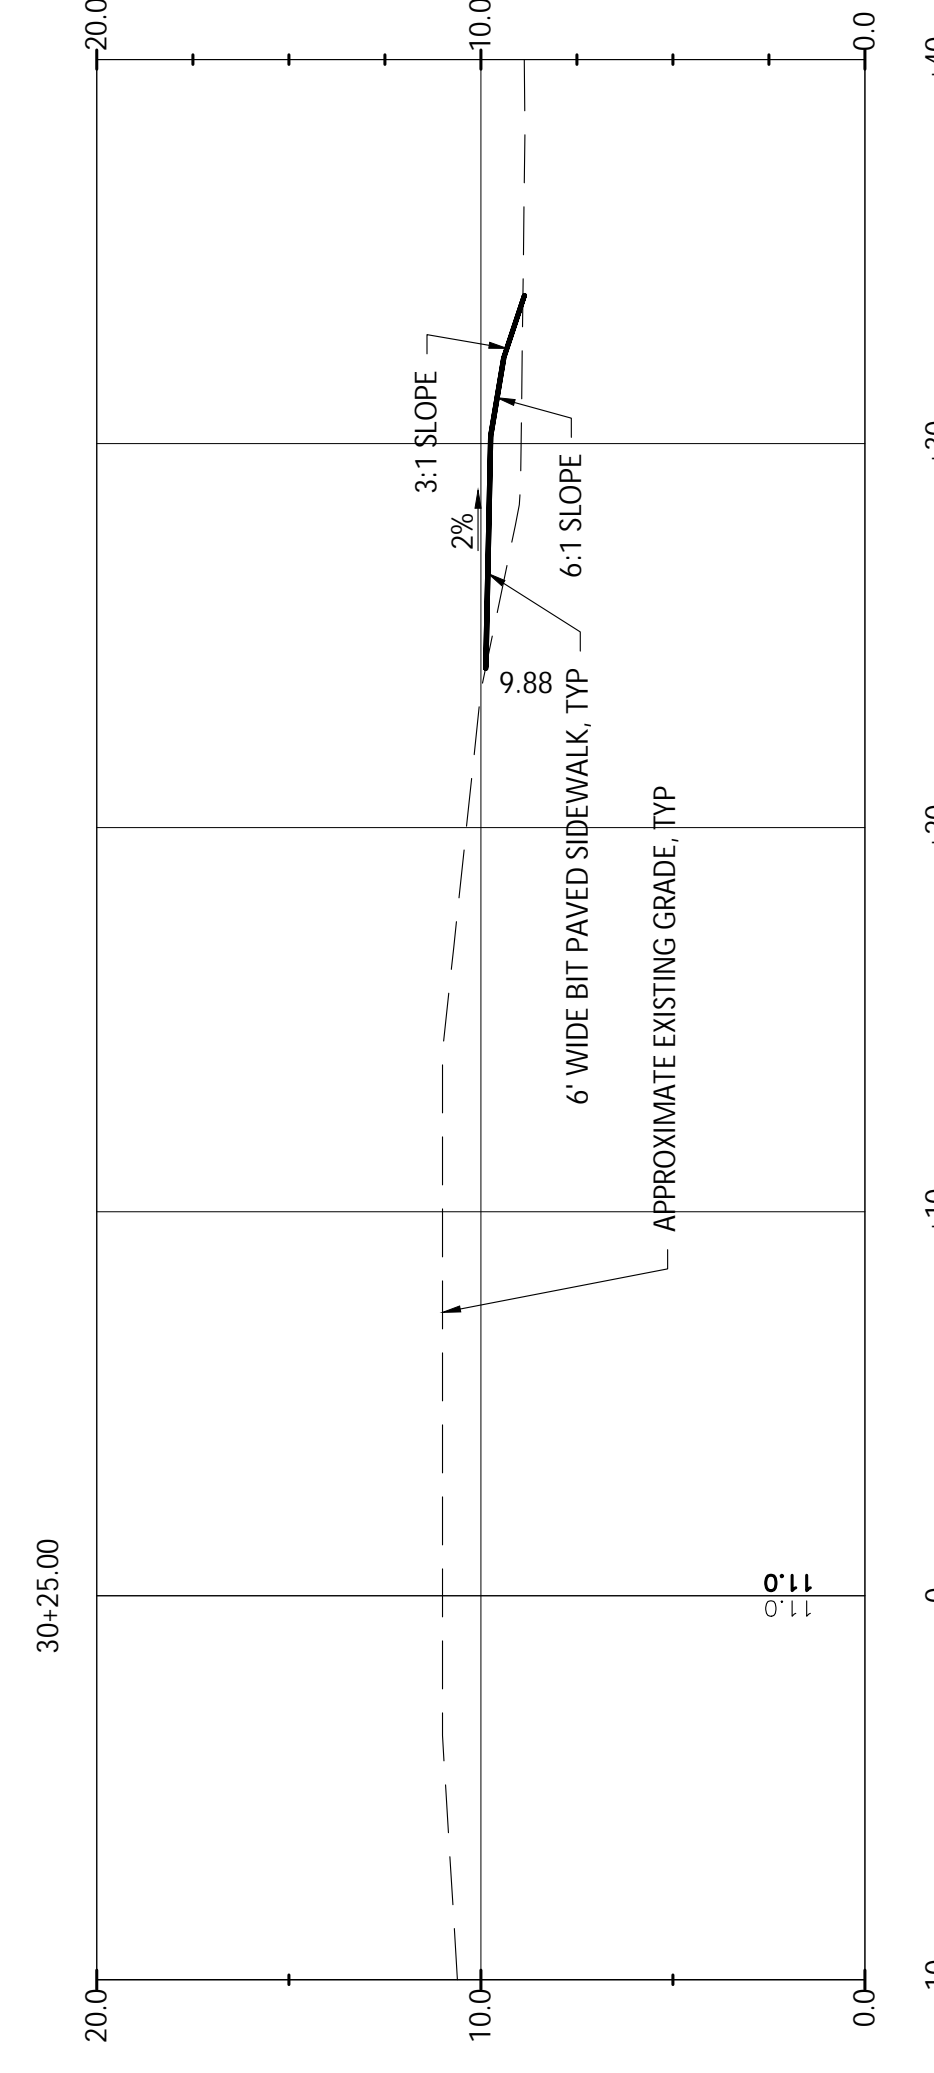 30+25.00
20.0
20.0
10.0
10.0
0.0
0.0
3:1 SLOPE
2%
6:1 SLOPE
9.88
6' WIDE BIT PAVED SIDEWALK, TYP
APPROXIMATE EXISTING GRADE, TYP
11.0
11.0